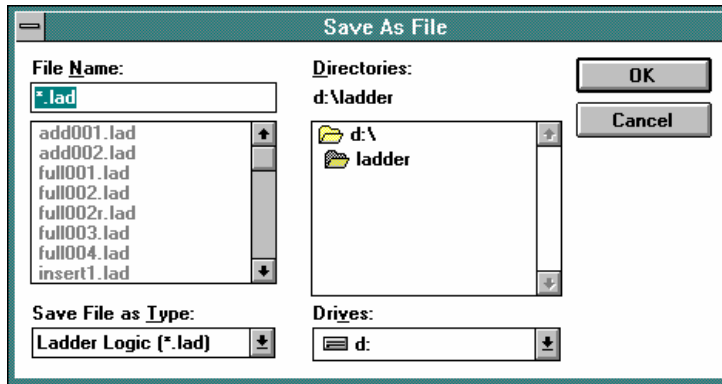 Save As File
File Name:
*.lad
add001.lad
add002.lad
full001.lad
full002.lad
full002r.lad
full003.lad
full004.lad
insert1.lad
Save File as Type:
Ladder Logic (*.lad)
Directories:
d:\ladder
d:\
ladder
Drives:
d:
OK
Cancel